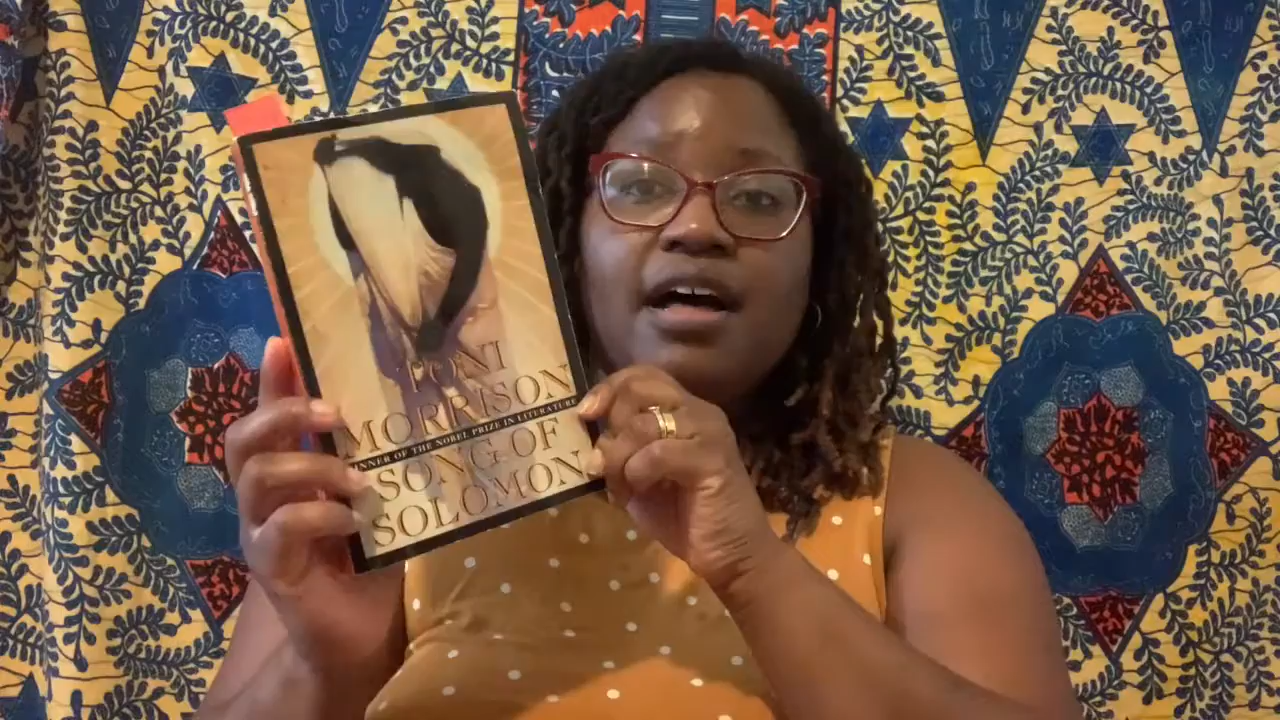 TONI
MORRISON
WINNER OF THE NOBEL PRIZE IN LITERATURE
SONG OF
SOLOMON